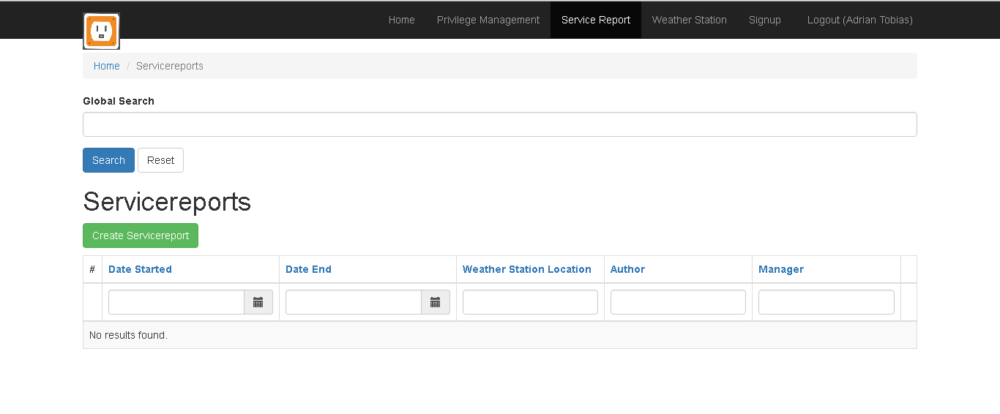 Home Privilege Management Service Report Weather Station Signup Logout (Adrian Tobias)
Home / Servicereports
Global Search
Search Reset
Servicereports
Create Servicereport
# Date Started Date End Weather Station Location Author Manager
No results found.